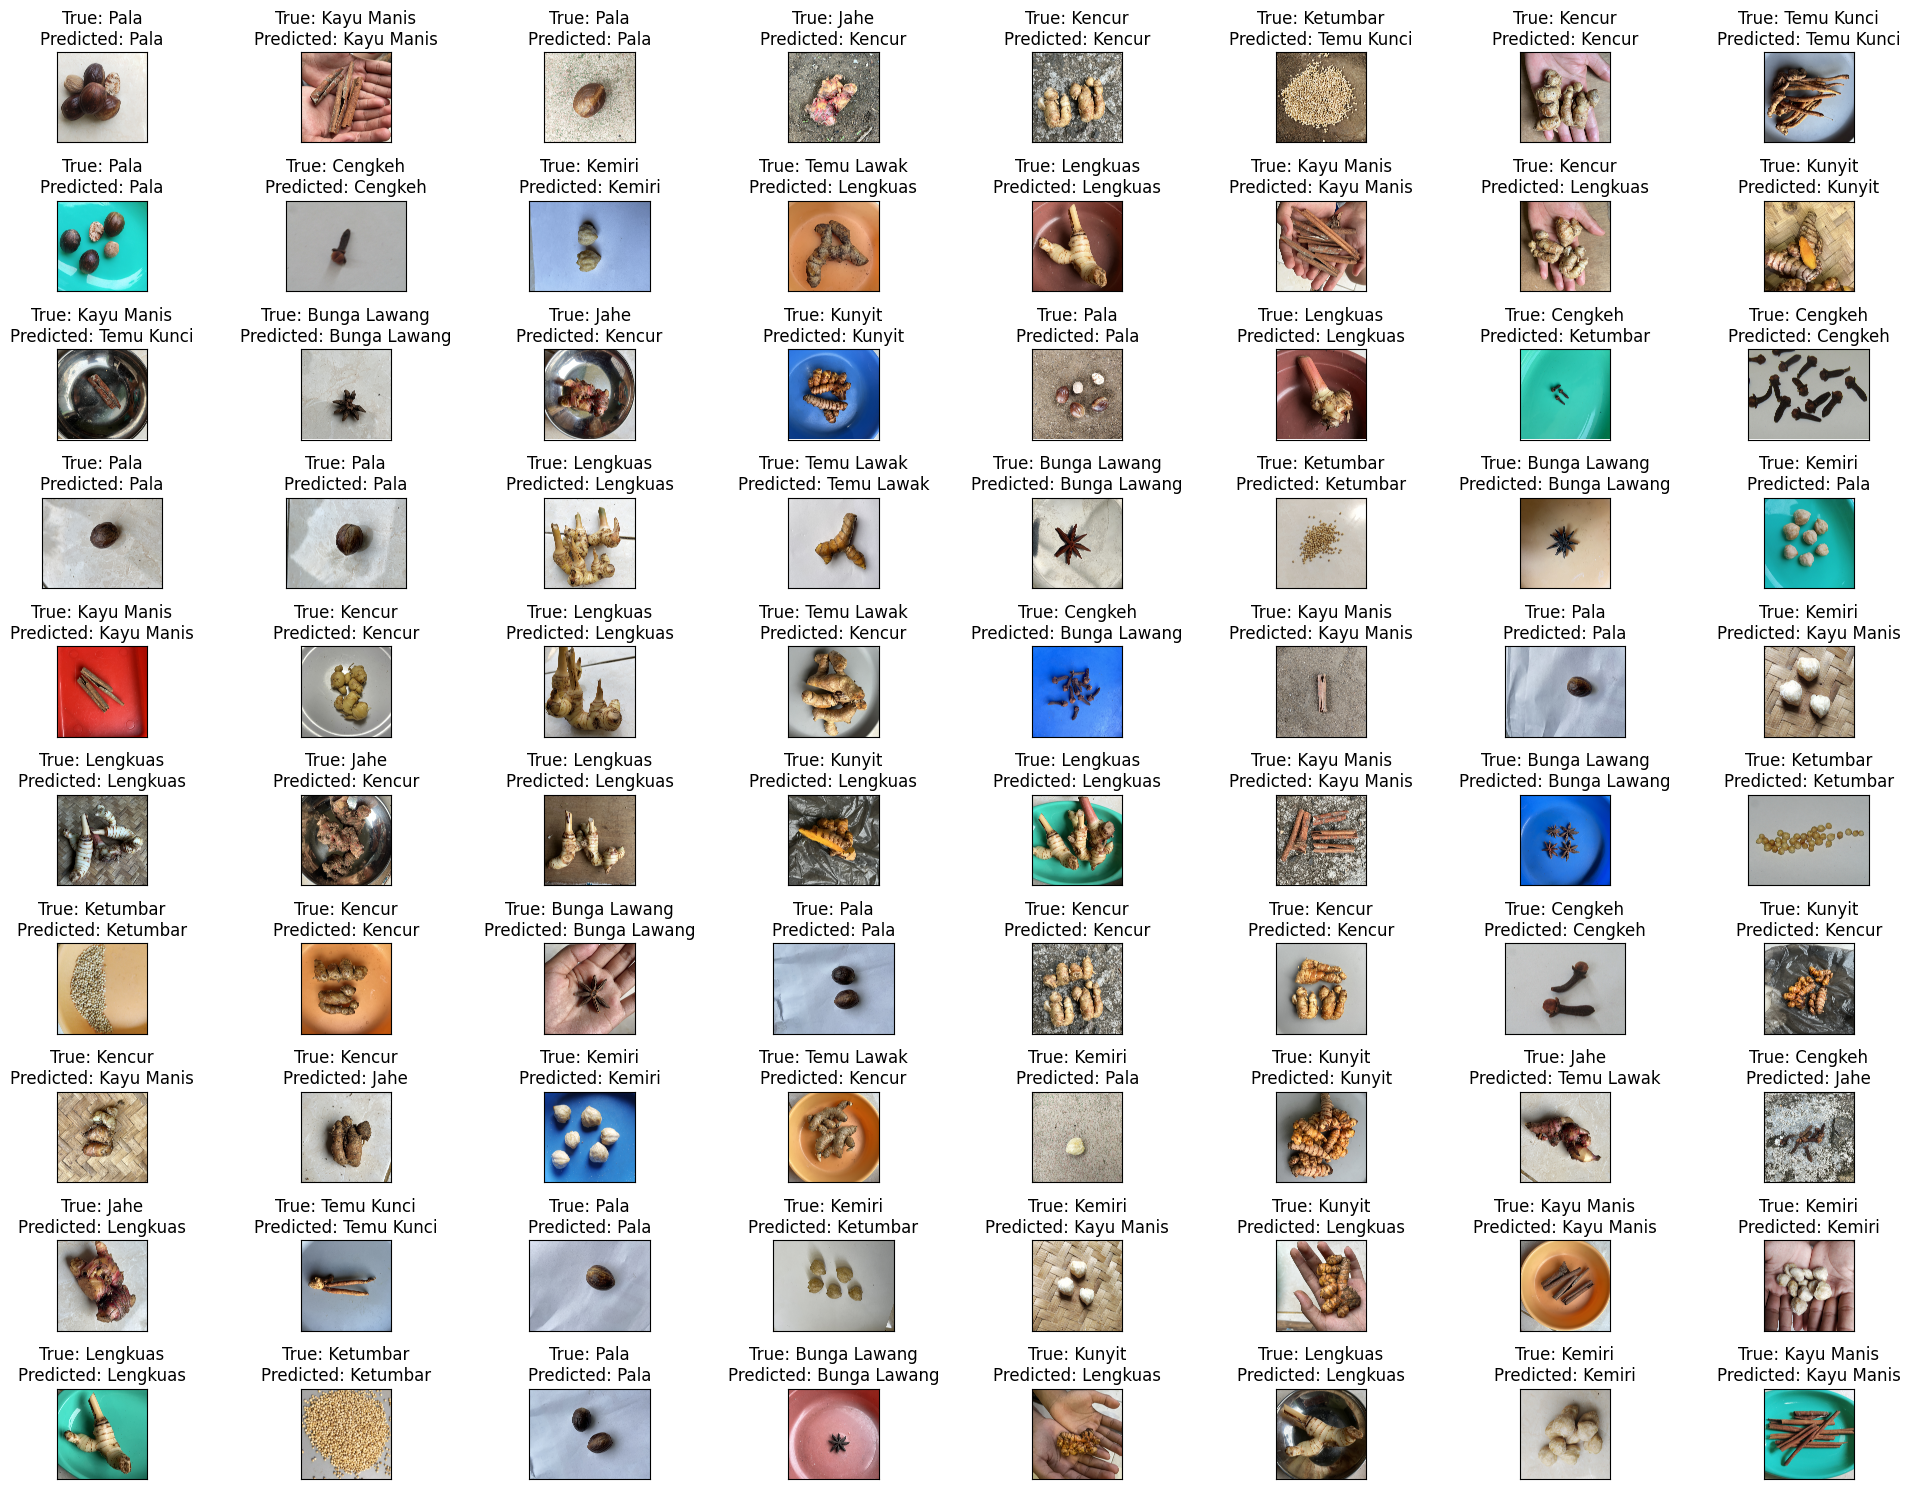 True: Pala
Predicted: Pala
True: Kayu Manis
Predicted: Kayu Manis
True: Pala
Predicted: Pala
True: Jahe
Predicted: Kencur
True: Kencur
Predicted: Kencur
True: Ketumbar
Predicted: Temu Kunci
True: Kencur
Predicted: Kencur
True: Temu Kunci
Predicted: Temu Kunci
True: Pala
Predicted: Pala
True: Cengkeh
Predicted: Cengkeh
True: Kemiri
Predicted: Kemiri
True: Temu Lawak
Predicted: Lengkuas
True: Lengkuas
Predicted: Lengkuas
True: Kayu Manis
Predicted: Kayu Manis
True: Kencur
Predicted: Lengkuas
True: Kunyit
Predicted: Kunyit
True: Kayu Manis
Predicted: Temu Kunci
True: Bunga Lawang
Predicted: Bunga Lawang
True: Jahe
Predicted: Kencur
True: Kunyit
Predicted: Kunyit
True: Pala
Predicted: Pala
True: Lengkuas
Predicted: Lengkuas
True: Cengkeh
Predicted: Ketumbar
True: Cengkeh
Predicted: Cengkeh
True: Pala
Predicted: Pala
True: Pala
Predicted: Pala
True: Lengkuas
Predicted: Lengkuas
True: Temu Lawak
Predicted: Temu Lawak
True: Bunga Lawang
Predicted: Bunga Lawang
True: Ketumbar
Predicted: Ketumbar
True: Bunga Lawang
Predicted: Bunga Lawang
True: Kemiri
Predicted: Pala
True: Kayu Manis
Predicted: Kayu Manis
True: Kencur
Predicted: Kencur
True: Lengkuas
Predicted: Lengkuas
True: Temu Lawak
Predicted: Kencur
True: Cengkeh
Predicted: Bunga Lawang
True: Kayu Manis
Predicted: Kayu Manis
True: Pala
Predicted: Pala
True: Kemiri
Predicted: Kayu Manis
True: Lengkuas
Predicted: Lengkuas
True: Jahe
Predicted: Kencur
True: Lengkuas
Predicted: Lengkuas
True: Kunyit
Predicted: Lengkuas
True: Lengkuas
Predicted: Lengkuas
True: Kayu Manis
Predicted: Kayu Manis
True: Bunga Lawang
Predicted: Bunga Lawang
True: Ketumbar
Predicted: Ketumbar
True: Ketumbar
Predicted: Ketumbar
True: Kencur
Predicted: Kencur
True: Bunga Lawang
Predicted: Bunga Lawang
True: Pala
Predicted: Pala
True: Kencur
Predicted: Kencur
True: Kencur
Predicted: Kencur
True: Cengkeh
Predicted: Cengkeh
True: Kunyit
Predicted: Kencur
True: Kencur
Predicted: Kayu Manis
True: Kencur
Predicted: Jahe
True: Kemiri
Predicted: Kemiri
True: Temu Lawak
Predicted: Kencur
True: Kemiri
Predicted: Pala
True: Kunyit
Predicted: Kunyit
True: Jahe
Predicted: Temu Lawak
True: Cengkeh
Predicted: Jahe
True: Jahe
Predicted: Lengkuas
True: Temu Kunci
Predicted: Temu Kunci
True: Pala
Predicted: Pala
True: Kemiri
Predicted: Ketumbar
True: Kemiri
Predicted: Kayu Manis
True: Kunyit
Predicted: Lengkuas
True: Kayu Manis
Predicted: Kayu Manis
True: Kemiri
Predicted: Kemiri
True: Lengkuas
Predicted: Lengkuas
True: Ketumbar
Predicted: Ketumbar
True: Pala
Predicted: Pala
True: Bunga Lawang
Predicted: Bunga Lawang
True: Kunyit
Predicted: Lengkuas
True: Lengkuas
Predicted: Lengkuas
True: Kemiri
Predicted: Kemiri
True: Kayu Manis
Predicted: Kayu Manis